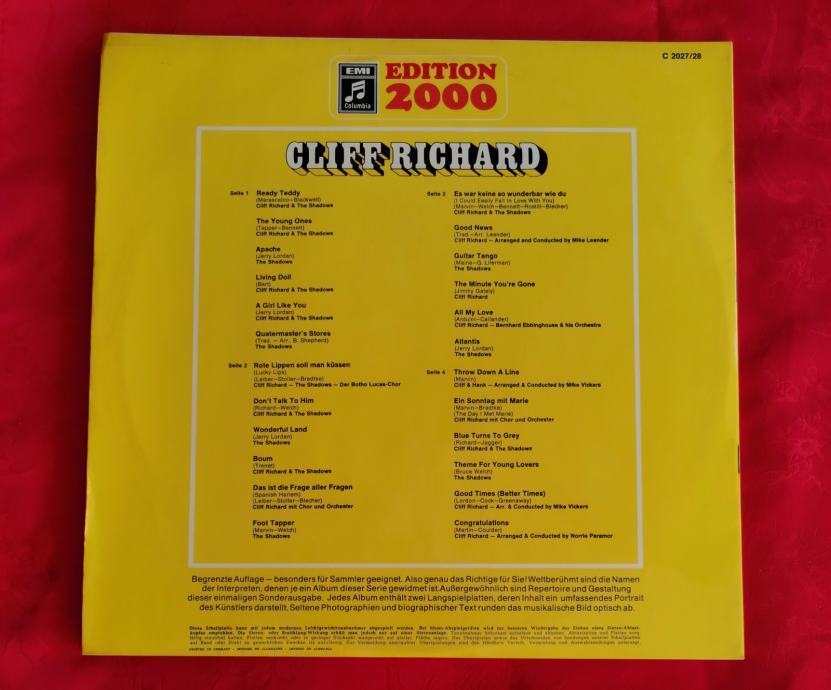 C 2027/28
EMI
Columbia
EDITION
2000
CLIFF RICHARD
Seite 1 Ready Teddy
(Marascalco—Blackwell)
Cliff Richard & The Shadows
The Young Ones
(Tepper—Bennett)
Cliff Richard & The Shadows
Apache
(Jerry Lordan)
The Shadows
Living Doll
(Bart)
Cliff Richard & The Shadows
A Girl Like You
(Jerry Lordan)
Cliff Richard & The Shadows
Quatermaster's Stores
(Trad. — Arr. B. Shepherd)
The Shadows
Seite 2 Rote Lippen soll man küssen
(Lucky Lips)
(Leiber—Stoller—Bradtke)
Cliff Richard — The Shadows — Der Botho Lucas-Chor
Don't Talk To Him
(Richard—Welch)
Cliff Richard & The Shadows
Wonderful Land
(Jerry Lordan)
The Shadows
Boum
(Trenet)
Cliff Richard & The Shadows
Das ist die Frage aller Fragen
(Spanish Harlem)
(Leiber—Stoller—Blecher)
Cliff Richard mit Chor und Orchester
Foot Tapper
(Marvin—Welch)
The Shadows
Seite 3 Es war keine so wunderbar wie du
(I Could Easily Fall In Love With You)
(Marvin—Welch—Bennett—Rostill—Blecher)
Cliff Richard & The Shadows
Good News
(Trad.—Arr. Leander)
Cliff Richard — Arranged and Conducted by Mike Leander
Guitar Tango
(Maine—G. Liferman)
The Shadows
The Minute You're Gone
(Jimmy Gately)
Cliff Richard
All My Love
(Arduini—Callander)
Cliff Richard — Bernhard Ebbinghouse & his Orchestra
Atlantis
(Jerry Lordan)
The Shadows
Seite 4 Throw Down A Line
(Marvin)
Cliff & Hank — Arranged & Conducted by Mike Vickers
Ein Sonntag mit Marie
(Marvin—Bradtke)
(The Day I Met Marie)
Cliff Richard mit Chor und Orchester
Blue Turns To Grey
(Richard—Jagger)
Cliff Richard & The Shadows
Theme For Young Lovers
(Bruce Welch)
The Shadows
Good Times (Better Times)
(Lordon—Cock—Greenaway)
Cliff Richard — Arr. & Conducted by Mike Vickers
Congratulations
(Martin—Coulder)
Cliff Richard — Arranged & Conducted by Norrie Paramor
Begrenzte Auflage — besonders für Sammler geeignet. Also genau das Richtige für Sie! Weltberühmt sind die Namen
der Interpreten, denen je ein Album dieser Serie gewidmet ist. Außergewöhnlich sind Repertoire und Gestaltung
dieser einmaligen Sonderausgabe. Jedes Album enthält zwei Langspielplatten, deren Inhalt ein umfassendes Portrait
des Künstlers darstellt. Seltene Photographien und biographischer Text runden das musikalische Bild optisch ab.
PRINTED IN GERMANY